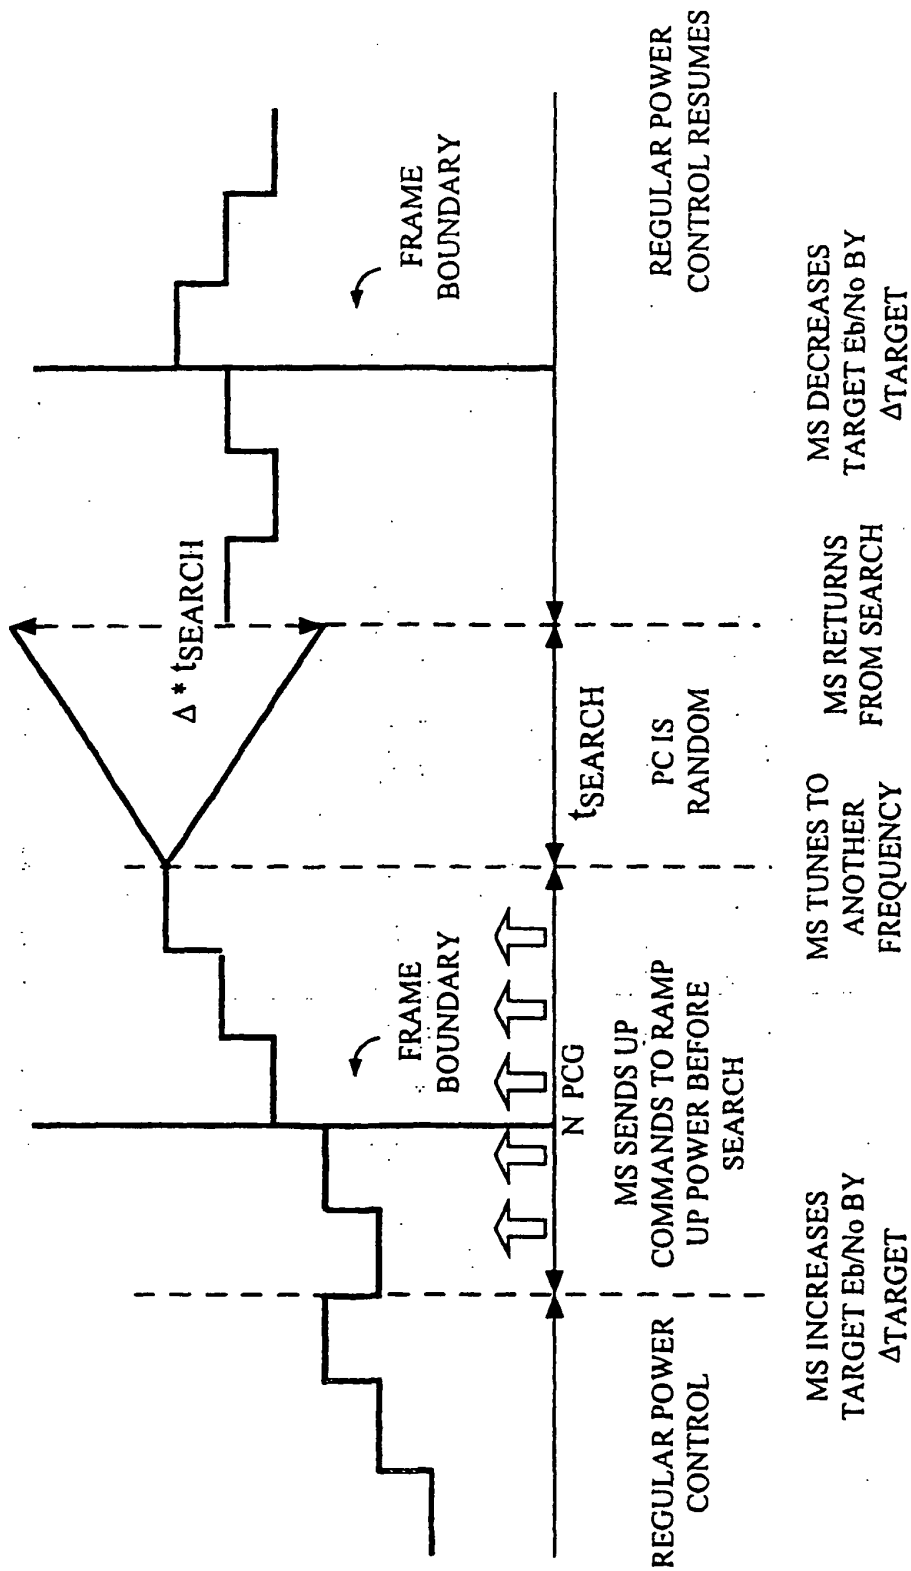 Δ * tSEARCH
FRAME
BOUNDARY
FRAME
BOUNDARY
N PCG
tSEARCH
REGULAR POWER
CONTROL
MS SENDS UP
COMMANDS TO RAMP
UP POWER BEFORE
SEARCH
PC IS
RANDOM
REGULAR POWER
CONTROL RESUMES
MS INCREASES
TARGET Eb/No BY
ΔTARGET
MS TUNES TO
ANOTHER
FREQUENCY
MS RETURNS
FROM SEARCH
MS DECREASES
TARGET Eb/No BY
ΔTARGET